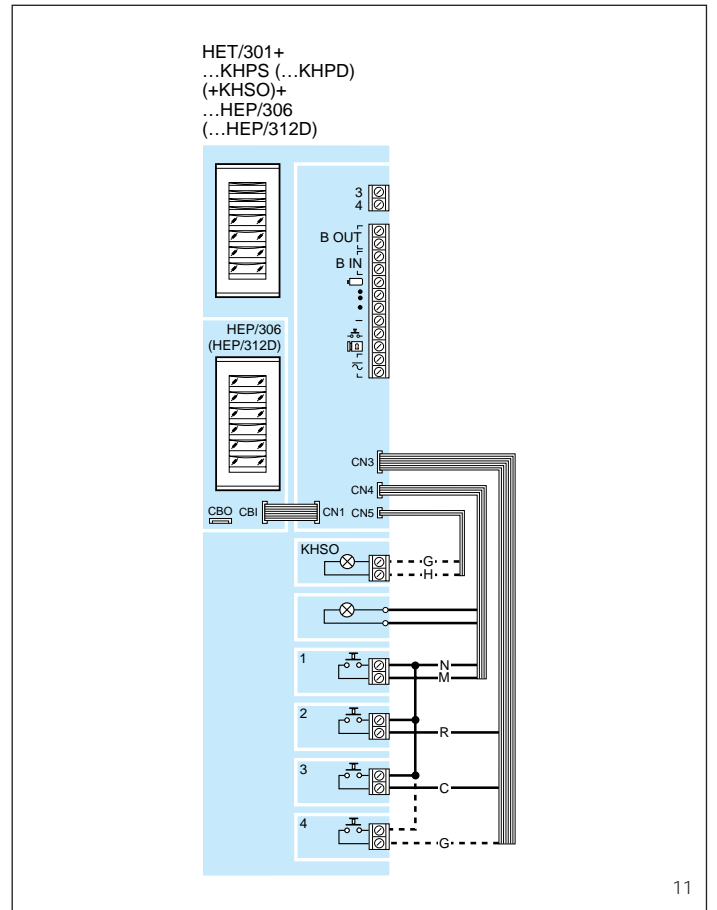 HET/301+
…KHPS (…KHPD)
(+KHSO)+
…HEP/306
(…HEP/312D)
3
4
B OUT
B IN
HEP/306
(HEP/312D)
CN3
CN4
CBO CBI CN1 CN5
KHSO
G
H
1
N
M
2
R
3
C
4
G
11